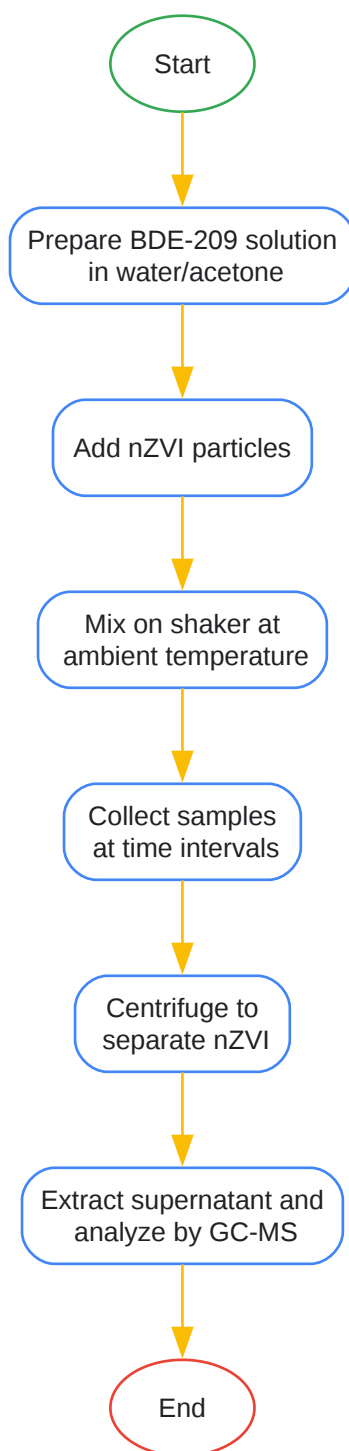 Start
Prepare BDE-209 solution
in water/acetone
Add nZVI particles
Mix on shaker at
ambient temperature
Collect samples
at time intervals
Centrifuge to
separate nZVI
Extract supernatant and
analyze by GC-MS
End